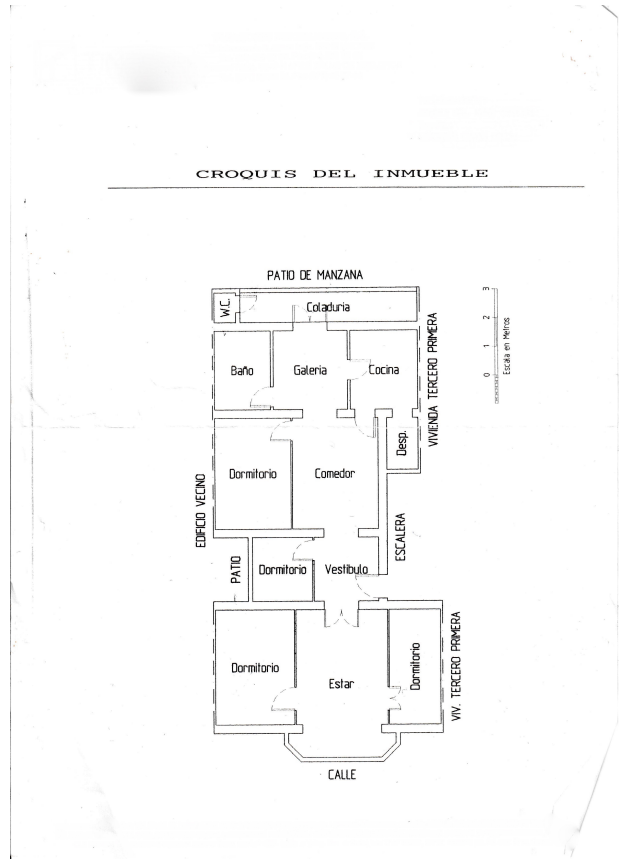 CROQUIS DEL INMUEBLE
PATIO DE MANZANA
W.C.
Coladuria
Baño
Galeria
Cocina
VIVIENDA TERCERO PRIMERA
0 1 2 3
Escala en Metros
Desp.
Dormitorio
Comedor
EDIFICIO VECINO
ESCALERA
PATIO
Dormitorio
Vestíbulo
Dormitorio
Estar
Dormitorio
VIV. TERCERO PRIMERA
CALLE